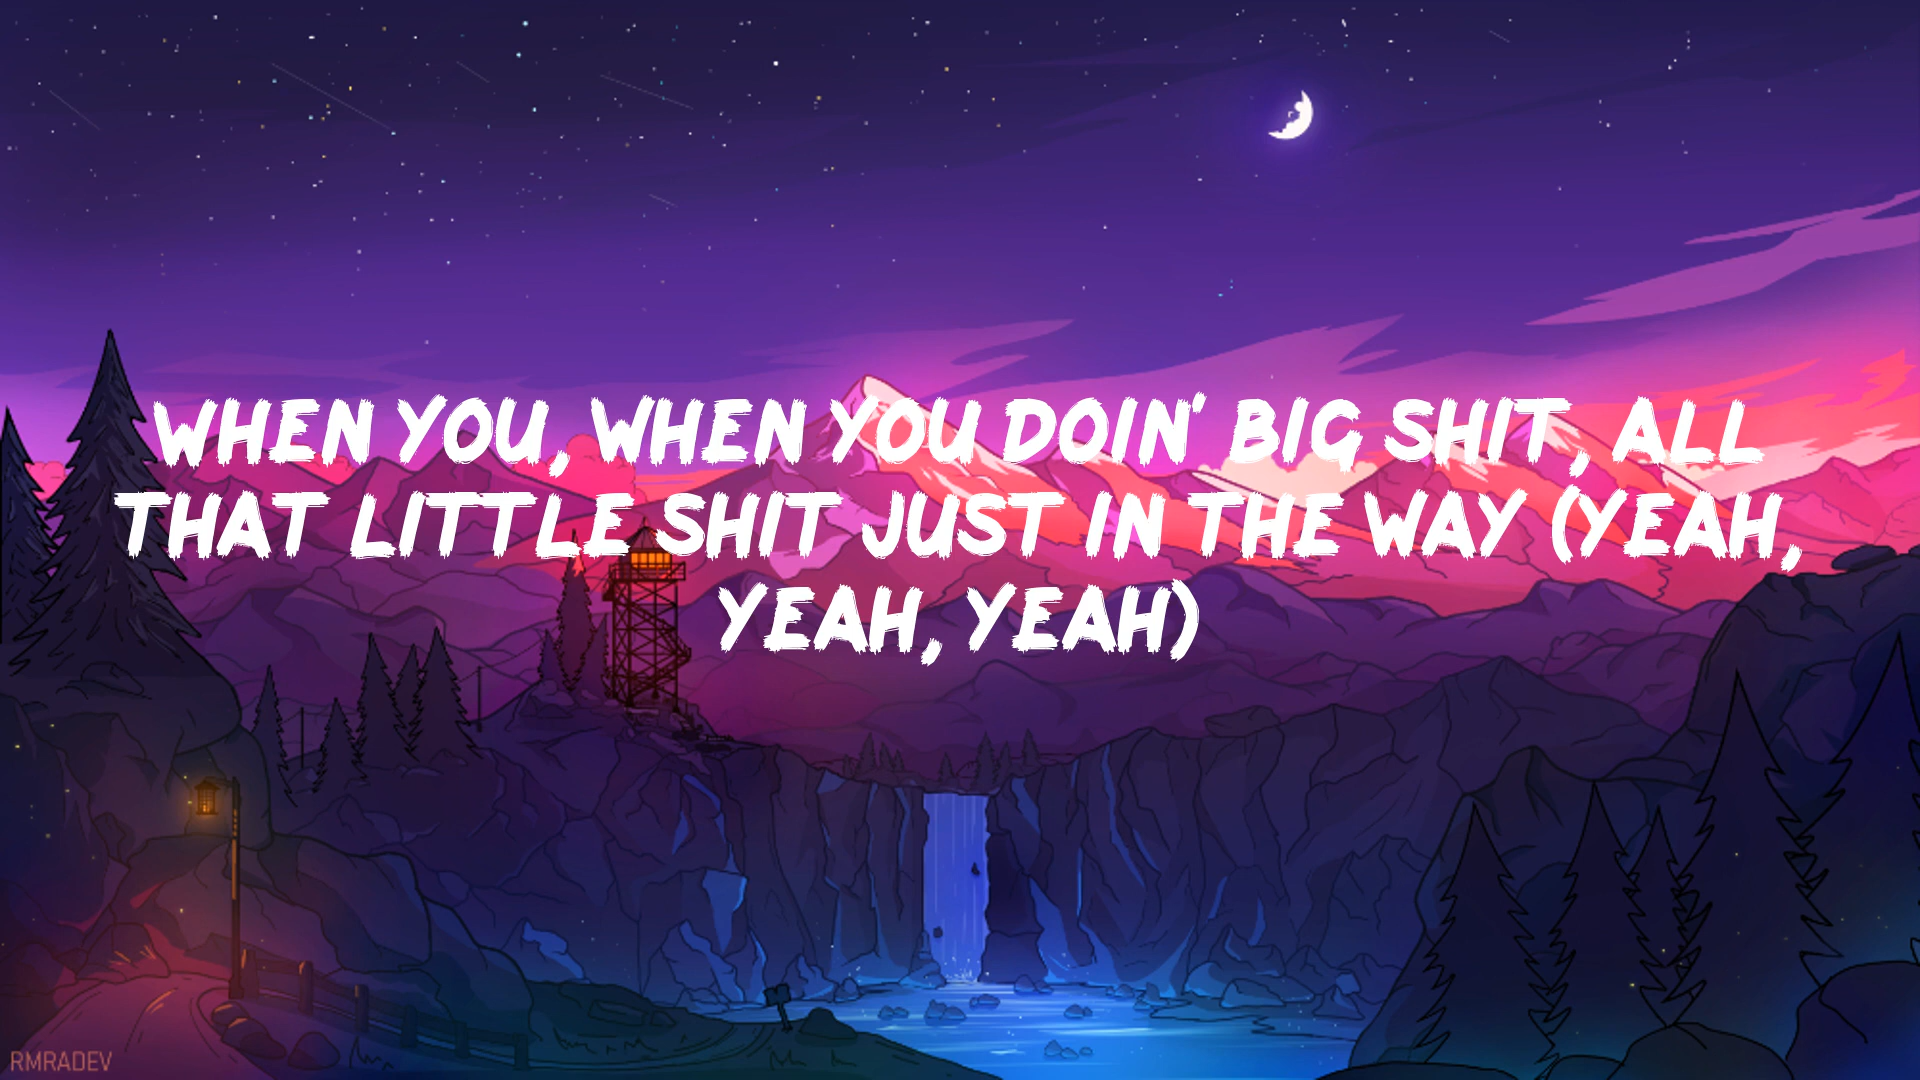 WHEN YOU, WHEN YOU DOIN' BIG SHIT, ALL
THAT LITTLE SHIT JUST IN THE WAY (YEAH,
YEAH, YEAH)
RMRADEV